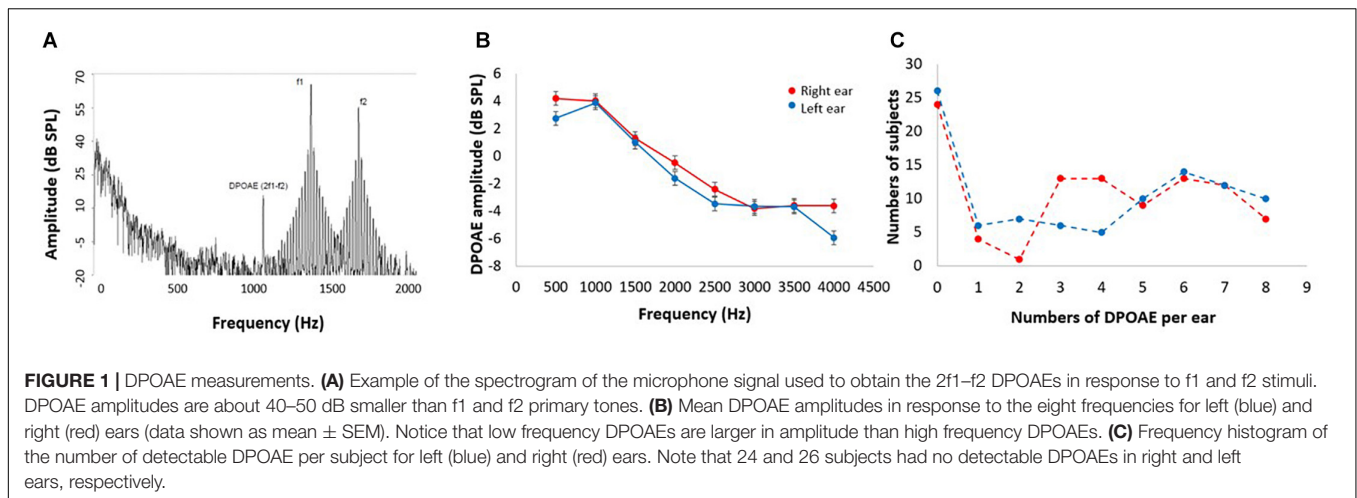 A
B
C
Amplitude (dB SPL)
70
55
40
25
10
-5
-20
f1
f2
DPOAE (2f1-f2)
0
500
1000
1500
2000
Frequency (Hz)
DPOAE amplitude (dB SPL)
6
4
2
0
-2
-4
-6
-8
Right ear
Left ear
0 500 1000 1500 2000 2500 3000 3500 4000 4500
Frequency (Hz)
Numbers of subjects
30
25
20
15
10
5
0
0 1 2 3 4 5 6 7 8 9
Numbers of DPOAE per ear
FIGURE 1 | DPOAE measurements. (A) Example of the spectrogram of the microphone signal used to obtain the 2f1–f2 DPOAEs in response to f1 and f2 stimuli.
DPOAE amplitudes are about 40–50 dB smaller than f1 and f2 primary tones. (B) Mean DPOAE amplitudes in response to the eight frequencies for left (blue) and
right (red) ears (data shown as mean ± SEM). Notice that low frequency DPOAEs are larger in amplitude than high frequency DPOAEs. (C) Frequency histogram of
the number of detectable DPOAE per subject for left (blue) and right (red) ears. Note that 24 and 26 subjects had no detectable DPOAEs in right and left
ears, respectively.